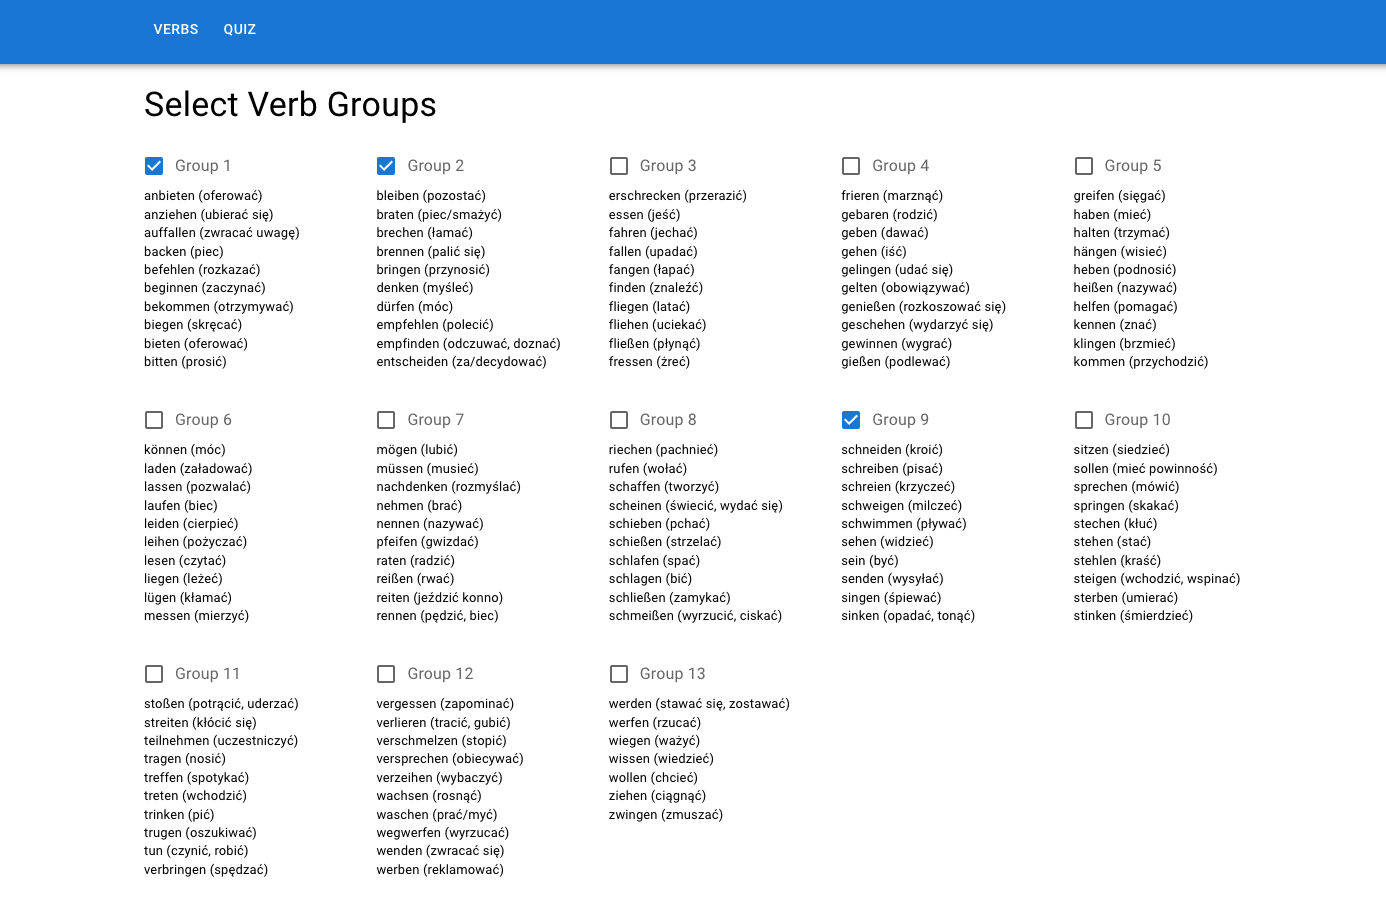 VERBS QUIZ
Select Verb Groups
Group 1
anbieten (oferować)
anziehen (ubierać się)
auffallen (zwracać uwagę)
backen (piec)
befehlen (rozkazać)
beginnen (zaczynać)
bekommen (otrzymywać)
biegen (skręcać)
bieten (oferować)
bitten (prosić)
Group 2
bleiben (pozostać)
braten (piec/smażyć)
brechen (łamać)
brennen (palić się)
bringen (przynosić)
denken (myśleć)
dürfen (móc)
empfehlen (polecić)
empfinden (odczuwać, doznać)
entscheiden (za/decydować)
Group 3
erschrecken (przerazić)
essen (jeść)
fahren (jechać)
fallen (upadać)
fangen (łapać)
finden (znaleźć)
fliegen (latać)
fliehen (uciekać)
fließen (płynąć)
fressen (żreć)
Group 4
frieren (marznąć)
gebaren (rodzić)
geben (dawać)
gehen (iść)
gelingen (udać się)
gelten (obowiązywać)
genießen (rozkoszować się)
geschehen (wydarzyć się)
gewinnen (wygrać)
gießen (podlewać)
Group 5
greifen (sięgać)
haben (mieć)
halten (trzymać)
hängen (wisieć)
heben (podnosić)
heißen (nazywać)
helfen (pomagać)
kennen (znać)
klingen (brzmieć)
kommen (przychodzić)
Group 6
können (móc)
laden (załadować)
lassen (pozwalać)
laufen (biec)
leiden (cierpieć)
leihen (pożyczać)
lesen (czytać)
liegen (leżeć)
lügen (kłamać)
messen (mierzyć)
Group 7
mögen (lubić)
müssen (musieć)
nachdenken (rozmyślać)
nehmen (brać)
nennen (nazywać)
pfeifen (gwizdać)
raten (radzić)
reißen (rwać)
reiten (jeździć konno)
rennen (pędzić, biec)
Group 8
riechen (pachnieć)
rufen (wołać)
schaffen (tworzyć)
scheinen (świecić, wydać się)
schieben (pchać)
schießen (strzelać)
schlafen (spać)
schlagen (bić)
schließen (zamykać)
schmeißen (wyrzucić, ciskać)
Group 9
schneiden (kroić)
schreiben (pisać)
schreien (krzyczeć)
schweigen (milczeć)
schwimmen (pływać)
sehen (widzieć)
sein (być)
senden (wysyłać)
singen (śpiewać)
sinken (opadać, tonąć)
Group 10
sitzen (siedzieć)
sollen (mieć powinność)
sprechen (mówić)
springen (skakać)
stechen (kłuć)
stehen (stać)
stehlen (kraść)
steigen (wchodzić, wspinać)
sterben (umierać)
stinken (śmierdzieć)
Group 11
stoßen (potrącić, uderzać)
streiten (kłócić się)
teilnehmen (uczestniczyć)
tragen (nosić)
treffen (spotykać)
treten (wchodzić)
trinken (pić)
trugen (oszukiwać)
tun (czynić, robić)
verbringen (spędzać)
Group 12
vergessen (zapominać)
verlieren (tracić, gubić)
verschmelzen (stopić)
versprechen (obiecywać)
verzeihen (wybaczyć)
wachsen (rosnąć)
waschen (prać/myć)
wegwerfen (wyrzucać)
wenden (zwracać się)
werben (reklamować)
Group 13
werden (stawać się, zostawać)
werfen (rzucać)
wiegen (ważyć)
wissen (wiedzieć)
wollen (chcieć)
ziehen (ciągnąć)
zwingen (zmuszać)